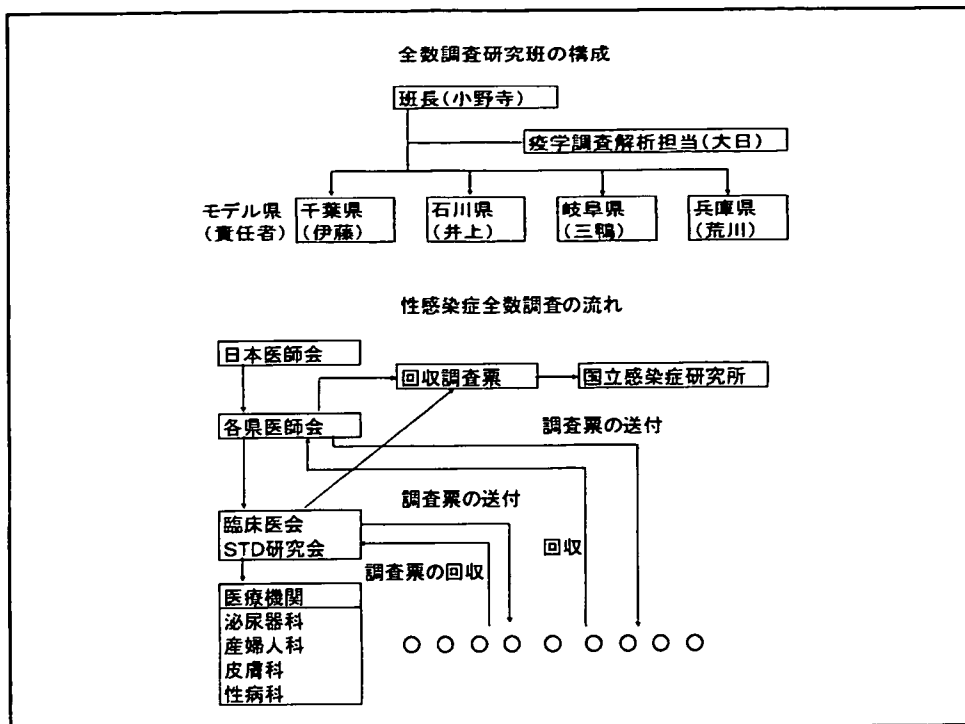 全数調査研究班の構成
班長(小野寺)
疫学調査解析担当(大日)
モデル県
(責任者)
千葉県
(伊藤)
石川県
(井上)
岐阜県
(三鴨)
兵庫県
(荒川)
性感染症全数調査の流れ
日本医師会
回収調査票
国立感染症研究所
各県医師会
調査票の送付
調査票の送付
臨床医会
STD研究会
回収
調査票の回収
医療機関
泌尿器科
産婦人科
皮膚科
性病科